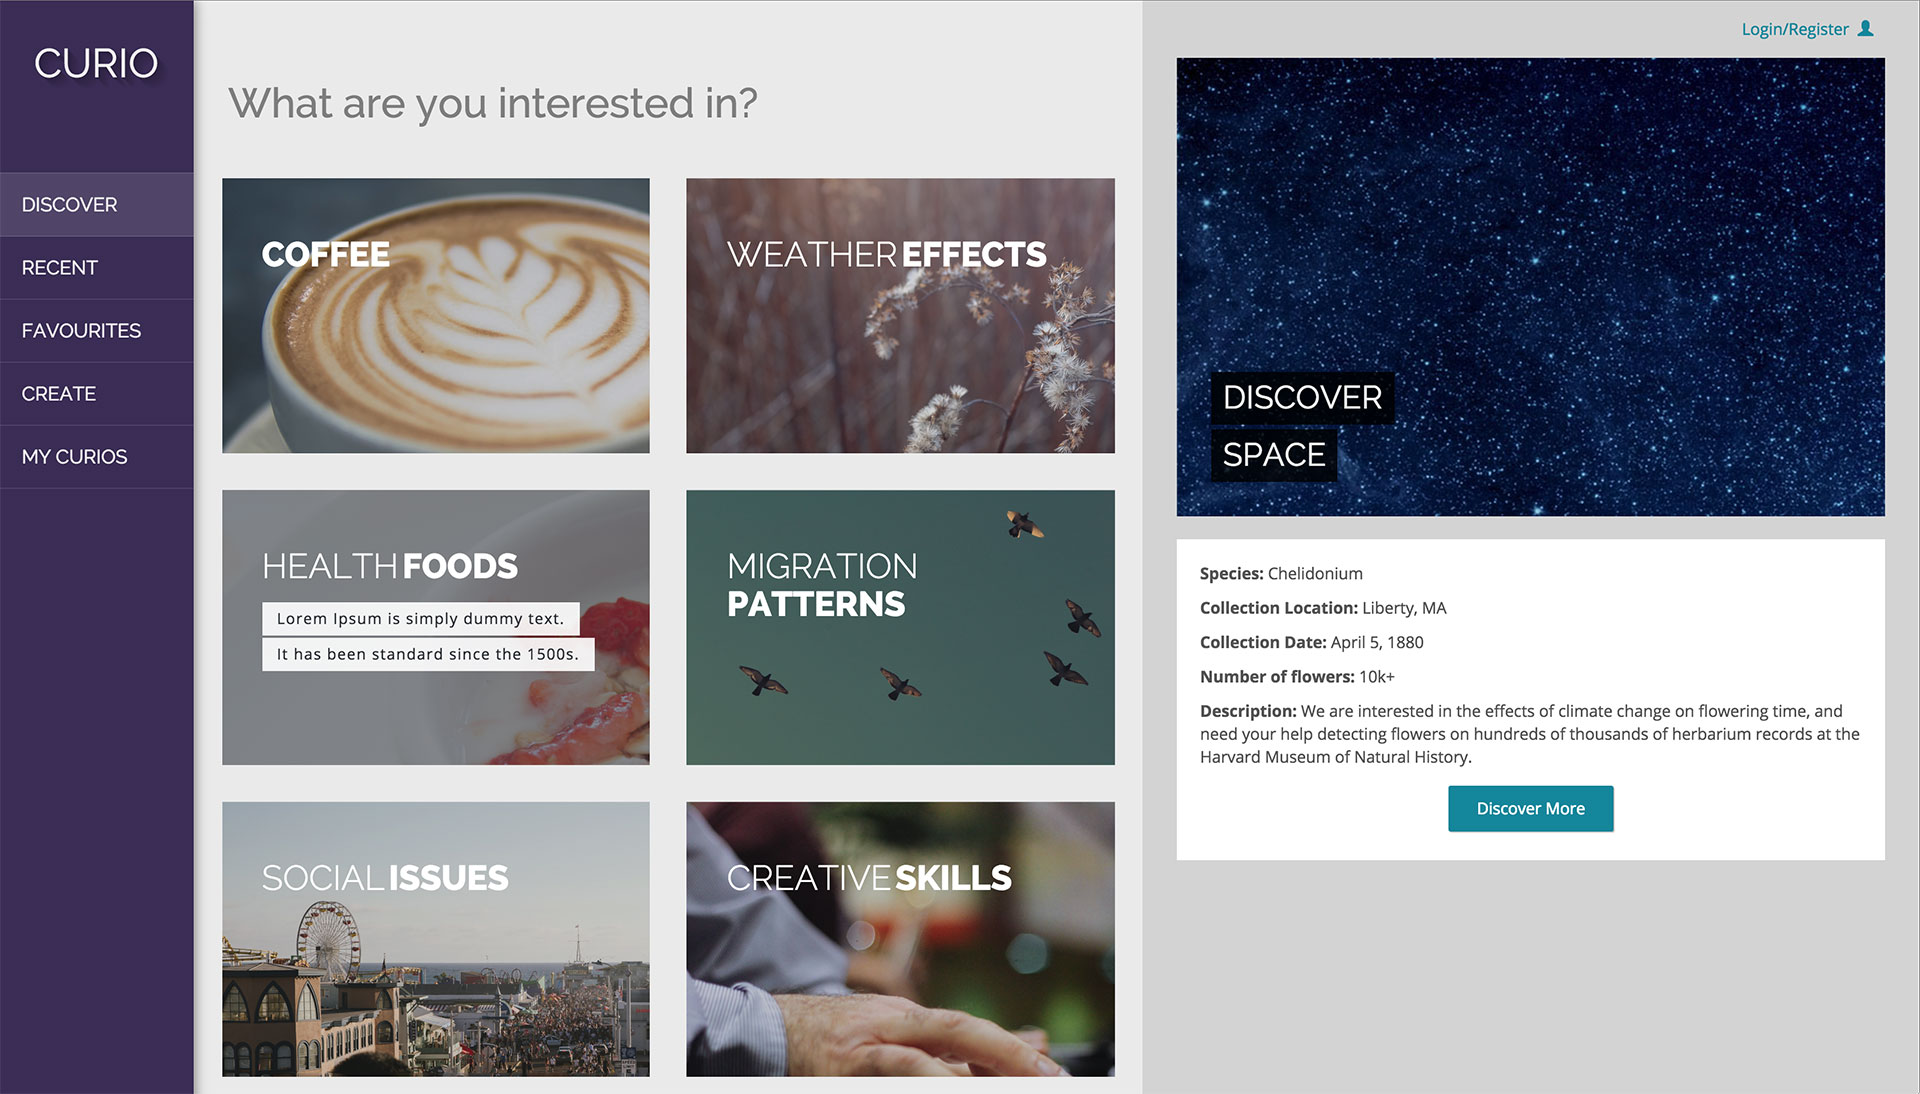 CURIO
DISCOVER
RECENT
FAVOURITES
CREATE
MY CURIOS
What are you interested in?
COFFEE
WEATHER EFFECTS
HEALTH FOODS
Lorem Ipsum is simply dummy text.
It has been standard since the 1500s.
MIGRATION
PATTERNS
SOCIAL ISSUES
CREATIVE SKILLS
Login/Register
DISCOVER
SPACE
Species: Chelidonium
Collection Location: Liberty, MA
Collection Date: April 5, 1880
Number of flowers: 10k+
Description: We are interested in the effects of climate change on flowering time, and
need your help detecting flowers on hundreds of thousands of herbarium records at the
Harvard Museum of Natural History.
Discover More